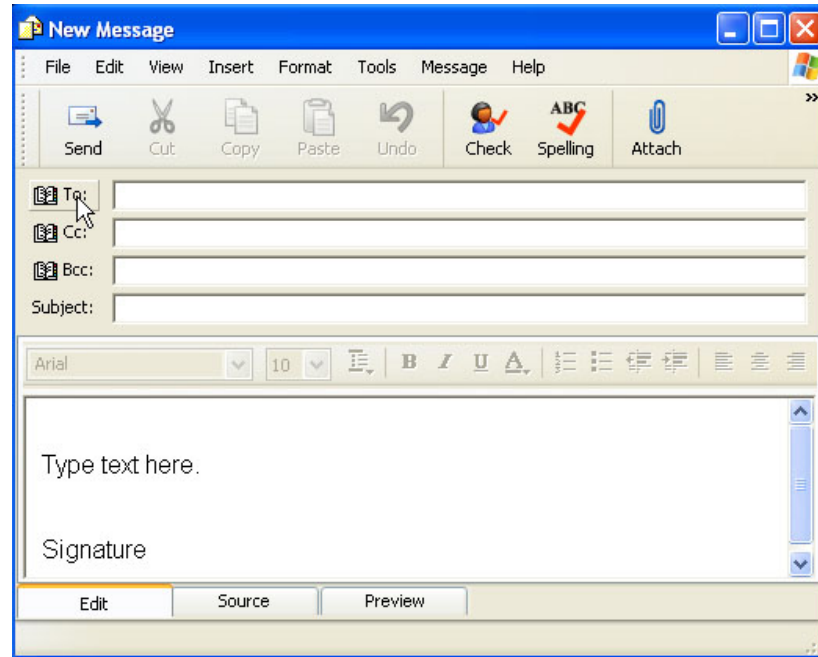 New Message
File Edit View Insert Format Tools Message Help
ABC
Send Cut Copy Paste Undo Check Spelling Attach
To:
Cc:
Bcc:
Subject:
Arial 10 B I U A
Type text here.
Signature
Edit Source Preview